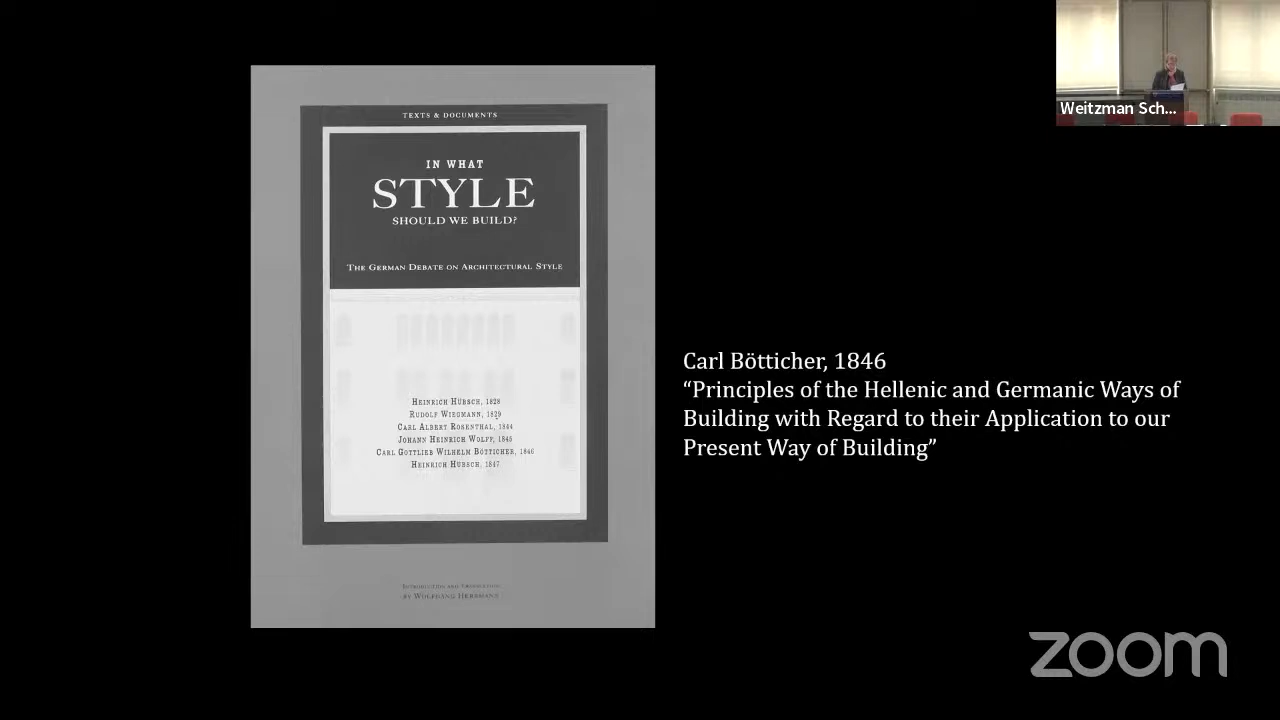 TEXTS & DOCUMENTS
IN WHAT
STYLE
SHOULD WE BUILD?
THE GERMAN DEBATE ON ARCHITECTURAL STYLE
HEINRICH HÜBSCH, 1828
RUDOLF WIEGMANN, 1829
CARL ALBERT ROSENTHAL, 1844
JOHANN HEINRICH WOLFF, 1845
CARL GOTTLIEB WILHELM BÖTTICHER, 1846
HEINRICH HÜBSCH, 1847
INTRODUCTION AND TRANSLATION
BY WOLFGANG HERRMANN
Carl Bötticher, 1846
“Principles of the Hellenic and Germanic Ways of
Building with Regard to their Application to our
Present Way of Building”
Weitzman Sch...
zoom